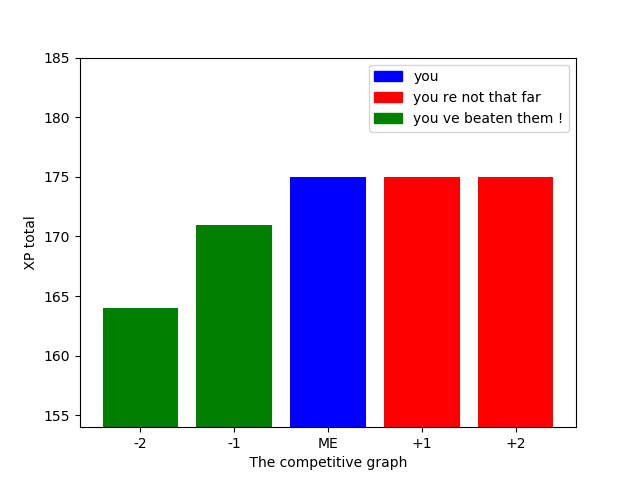 185
180
175
170
165
160
155
XP total
you
you re not that far
you ve beaten them !
-2
-1
ME
+1
+2
The competitive graph